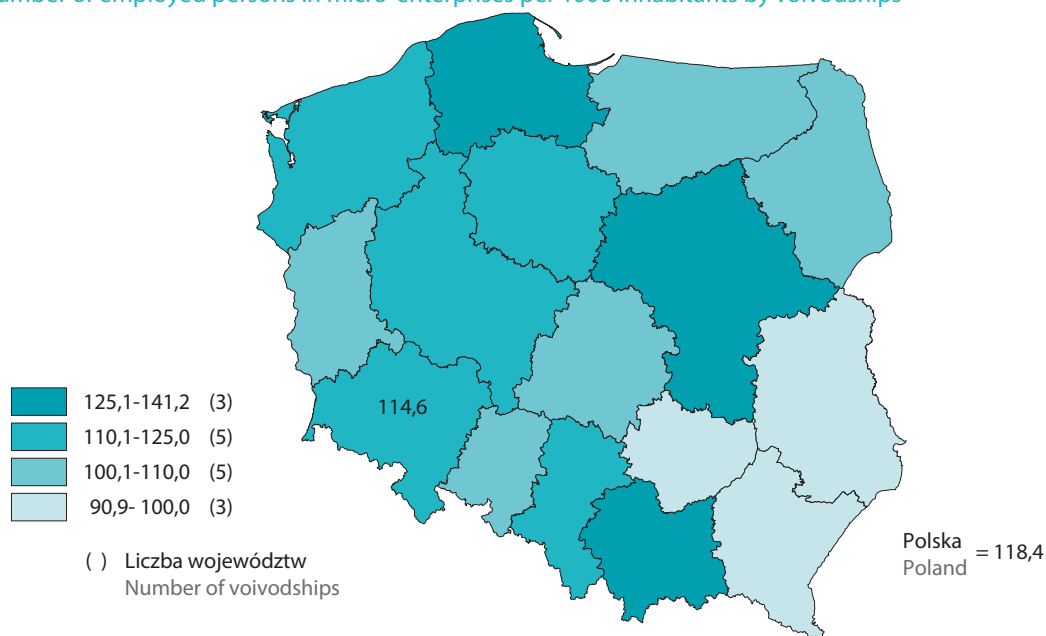 employed persons in micro-enterprises per 1000 inhabitants by voivodships
114,6
125,1-141,2 (3)
110,1-125,0 (5)
100,1-110,0 (5)
90,9- 100,0 (3)
( ) Liczba województw
Number of voivodships
Polska
= 118,4
Poland